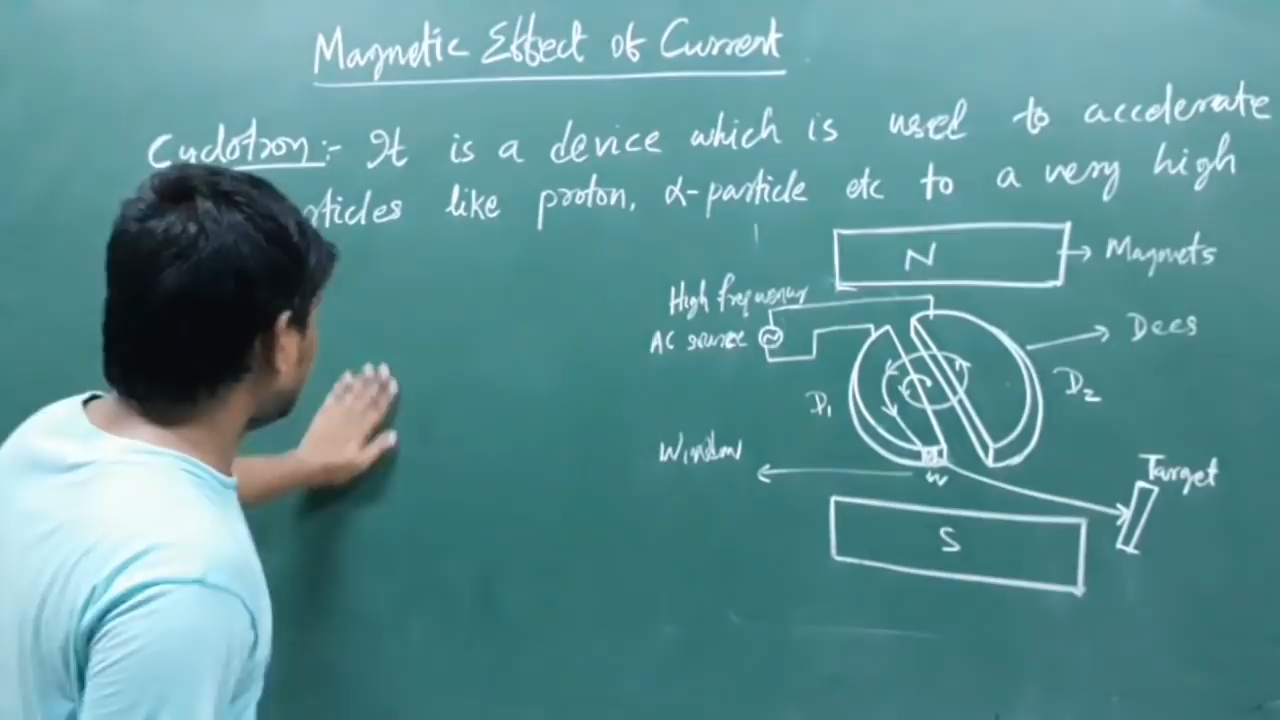 Magnetic Effect of Current
Cyclotron:- It is a device which is used to accelerate
rticles like proton, α-particle etc to a very high
N
Magnets
High frequency
AC source
Dees
D1
D2
Window
W
Target
S